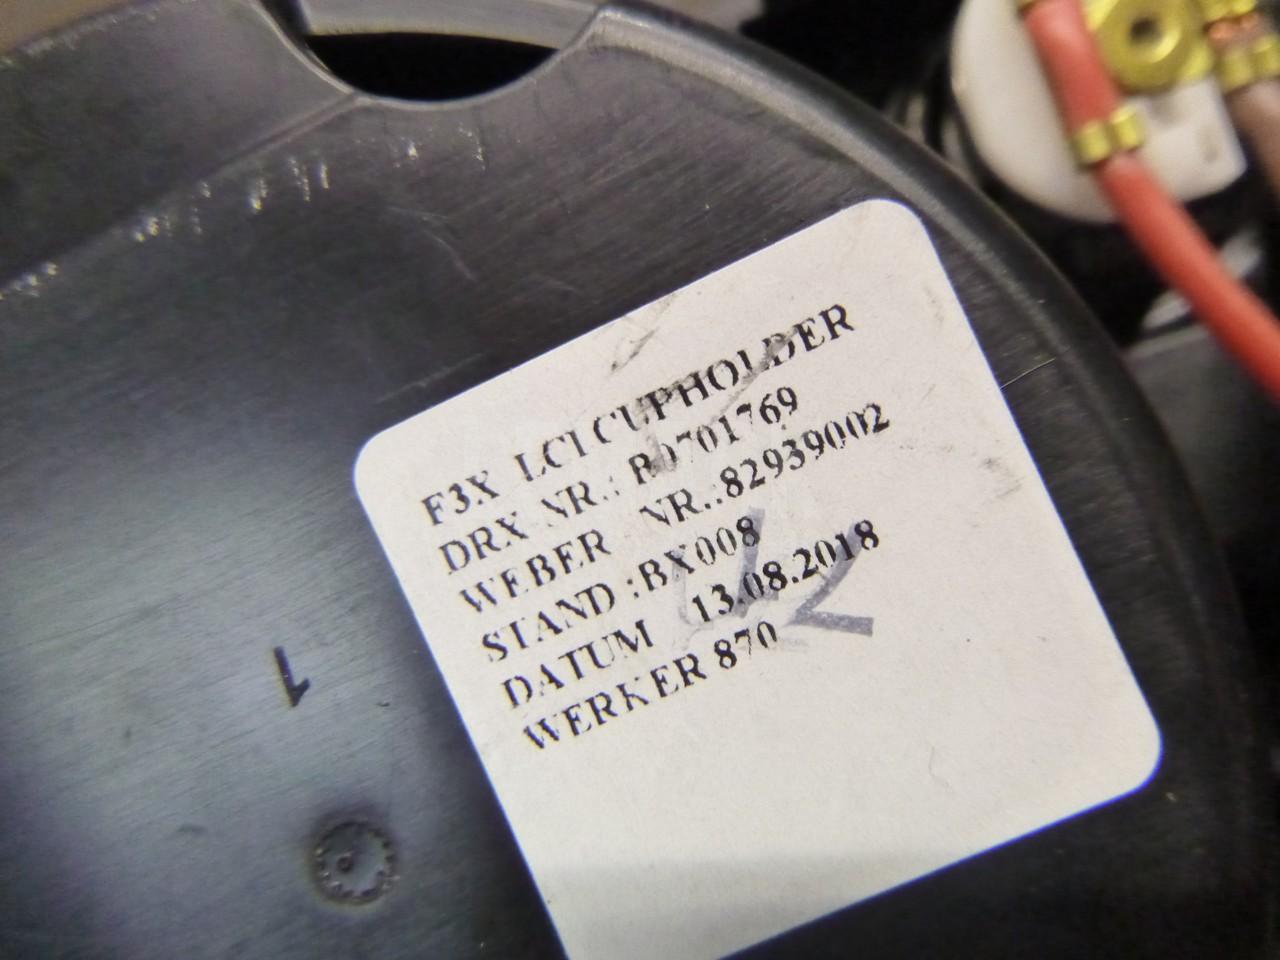 F3X LCI CUPHOLDER
DRX NR.: R0701769
WEBER NR.:82939002
STAND :BX008
DATUM 13.08.2018
WERKER 870
1